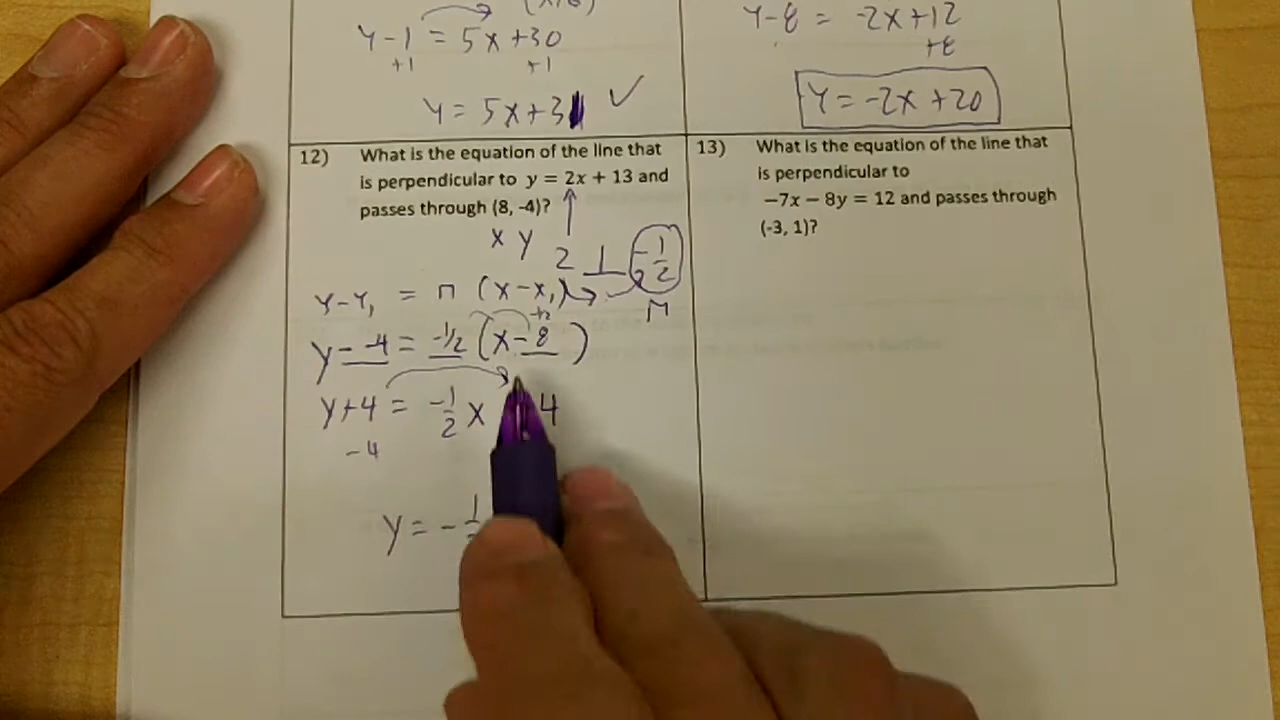 y-1 = 5x+30
+1 +1
y = 5x+31 ✓
y-8 = -2x+12
+8
y = -2x+20
12) What is the equation of the line that
is perpendicular to y = 2x + 13 and
passes through (8, -4)?
x y
2 ⊥ -1/2
M
y-y₁ = m (x-x₁)
y--4 = -1/2 (x-8)
y+4 = -1/2 x 4
-4
y = -1
13) What is the equation of the line that
is perpendicular to
−7x − 8y = 12 and passes through
(-3, 1)?